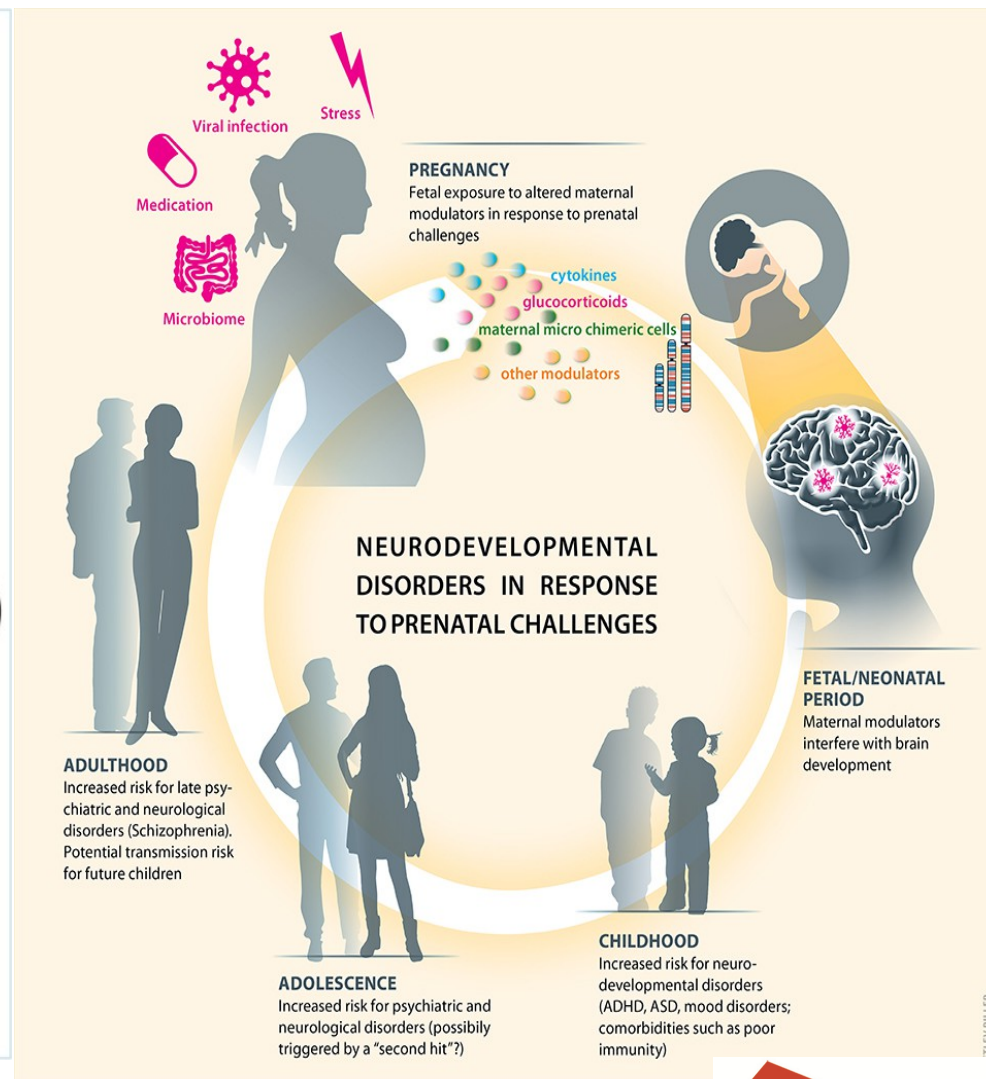 Stress
Viral infection
Medication
Microbiome
PREGNANCY
Fetal exposure to altered maternal
modulators in response to prenatal
challenges
cytokines
glucocorticoids
maternal micro chimeric cells
other modulators
NEURODEVELOPMENTAL
DISORDERS IN RESPONSE
TO PRENATAL CHALLENGES
FETAL/NEONATAL
PERIOD
Maternal modulators
interfere with brain
development
CHILDHOOD
Increased risk for neuro-
developmental disorders
(ADHD, ASD, mood disorders;
comorbidities such as poor
immunity)
ADOLESCENCE
Increased risk for psychiatric and
neurological disorders (possibily
triggered by a “second hit”?)
ADULTHOOD
Increased risk for late psy-
chiatric and neurological
disorders (Schizophrenia).
Potential transmission risk
for future children